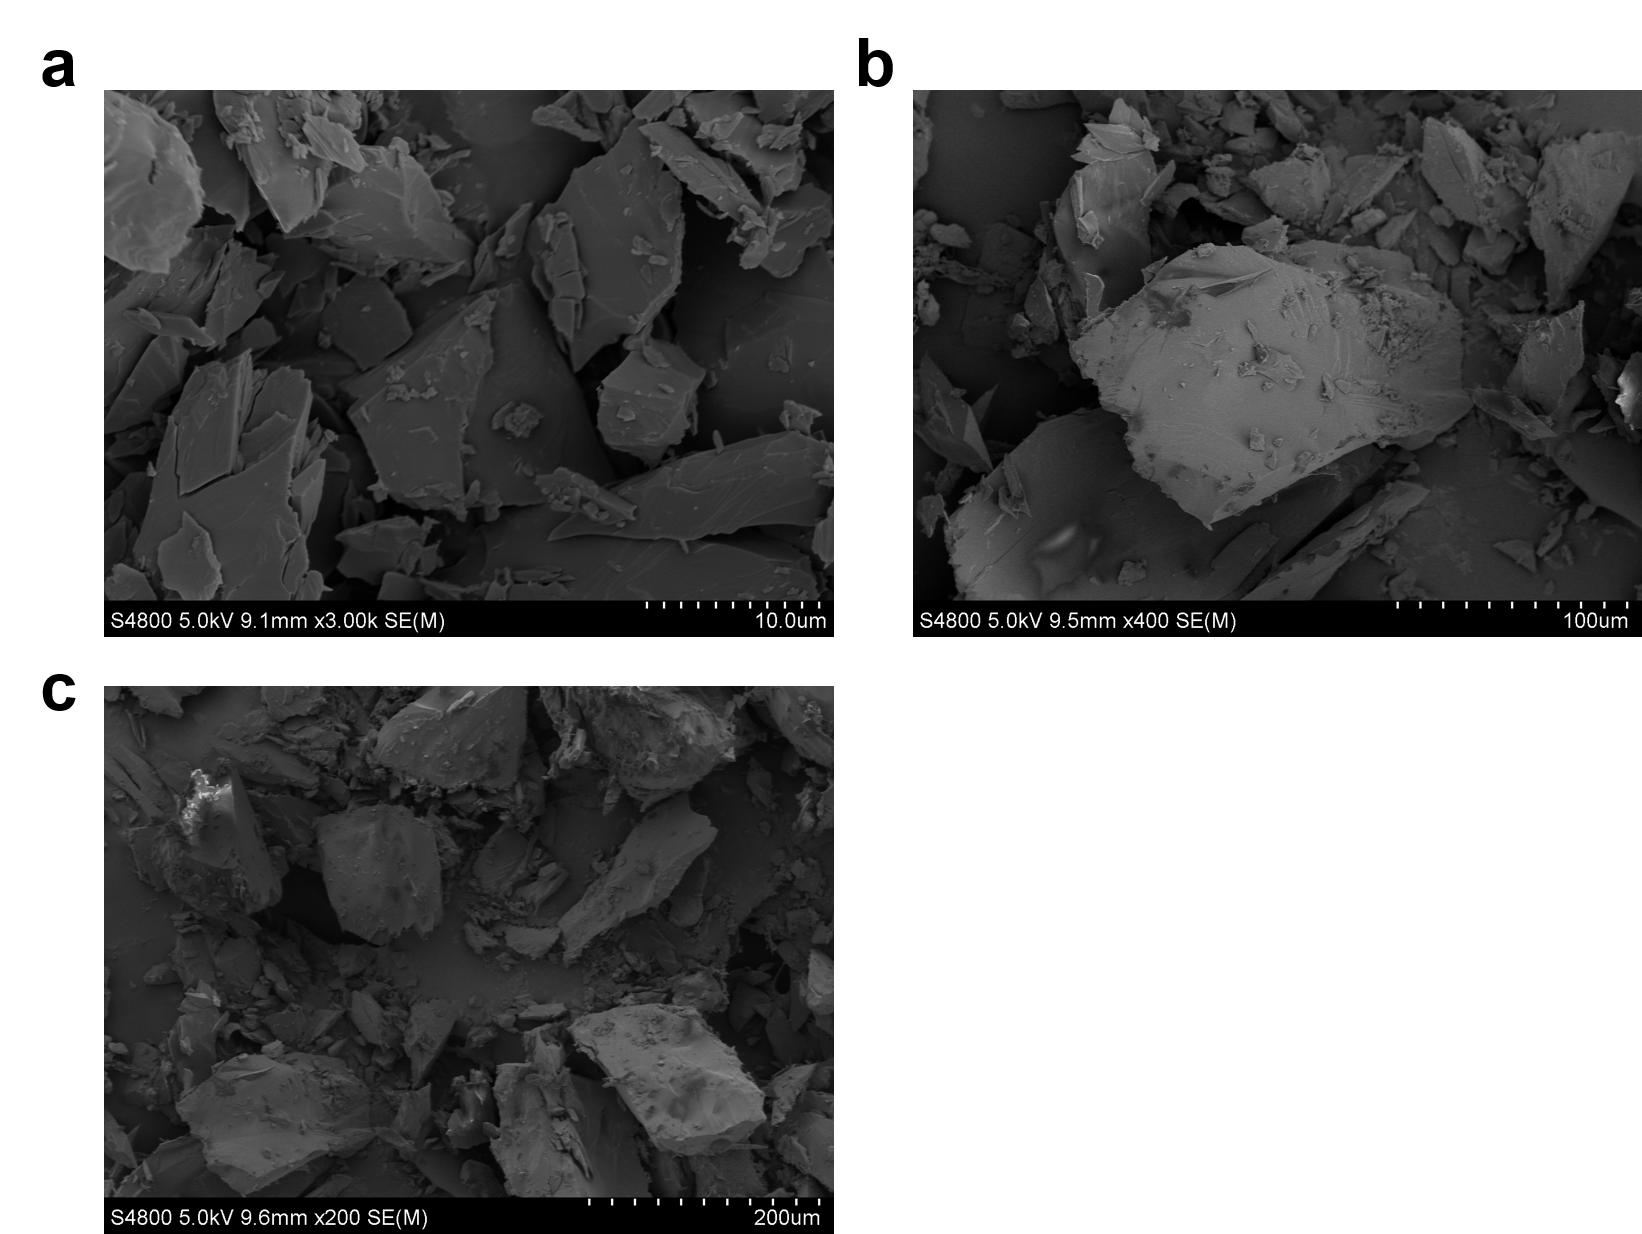 a
b
S4800 5.0kV 9.1mm x3.00k SE(M) 10.0um
S4800 5.0kV 9.5mm x400 SE(M) 100um
c
S4800 5.0kV 9.6mm x200 SE(M) 200um